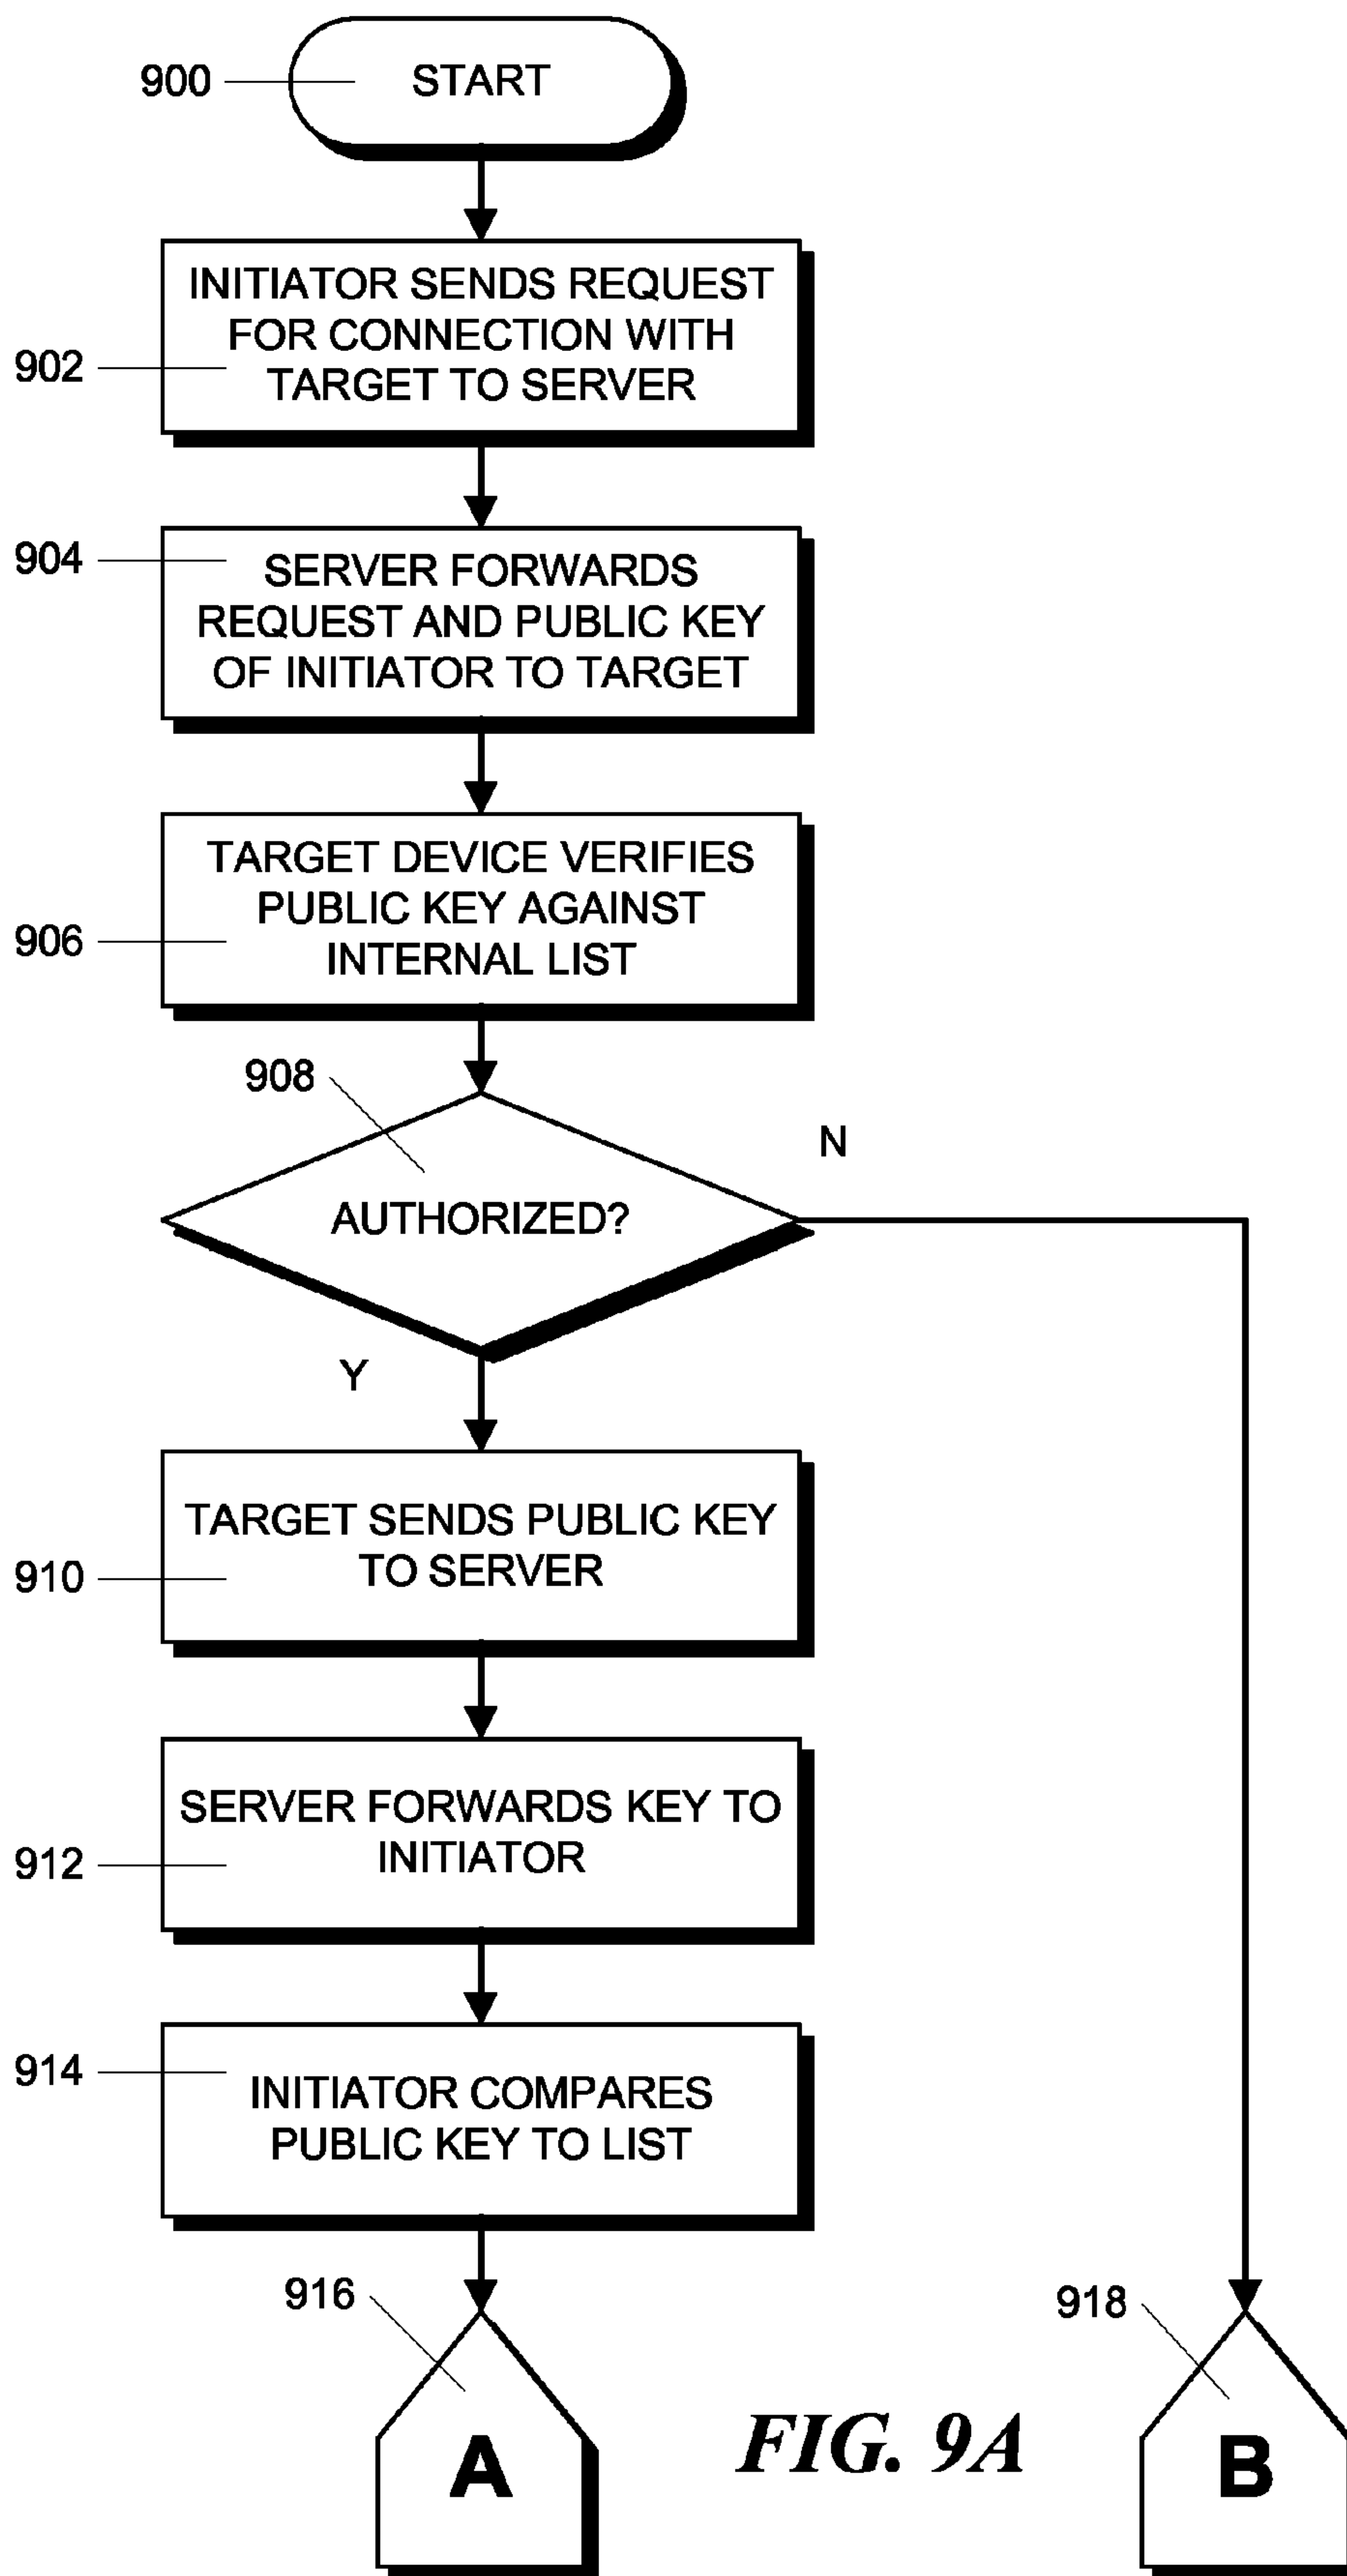 900
START
902
INITIATOR SENDS REQUEST
FOR CONNECTION WITH
TARGET TO SERVER
904
SERVER FORWARDS
REQUEST AND PUBLIC KEY
OF INITIATOR TO TARGET
906
TARGET DEVICE VERIFIES
PUBLIC KEY AGAINST
INTERNAL LIST
908
AUTHORIZED?
N
Y
910
TARGET SENDS PUBLIC KEY
TO SERVER
912
SERVER FORWARDS KEY TO
INITIATOR
914
INITIATOR COMPARES
PUBLIC KEY TO LIST
916
A
918
B
FIG. 9A